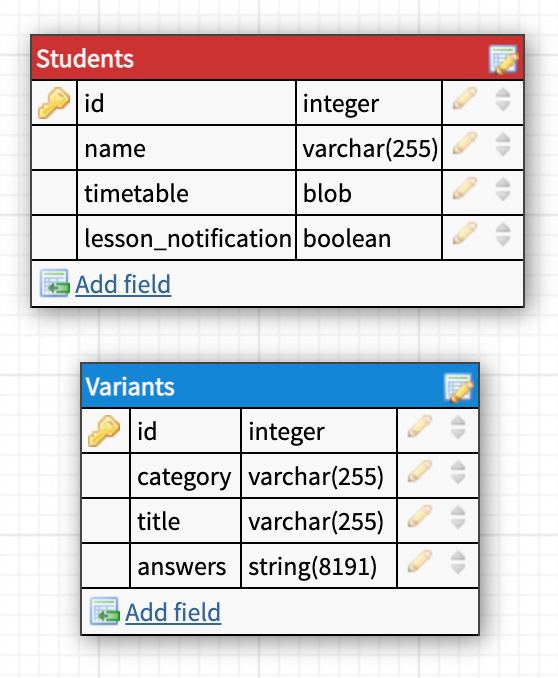 Students
id integer
name varchar(255)
timetable blob
lesson_notification boolean
Add field
Variants
id integer
category varchar(255)
title varchar(255)
answers string(8191)
Add field